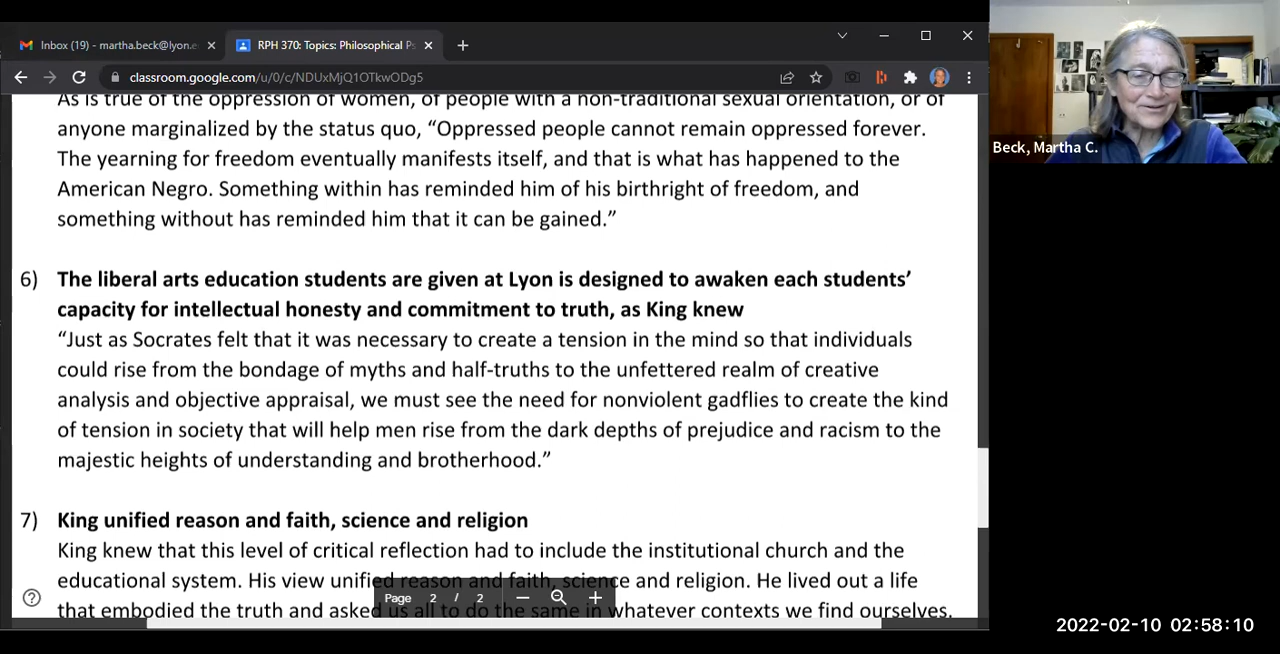 Inbox (19) - martha.beck@lyon.e
RPH 370: Topics: Philosophical Ps
classroom.google.com/u/0/c/NDUxMjQ1OTkwODg5
As is true of the oppression of women, of people with a non-traditional sexual orientation, or of
anyone marginalized by the status quo, “Oppressed people cannot remain oppressed forever.
The yearning for freedom eventually manifests itself, and that is what has happened to the
American Negro. Something within has reminded him of his birthright of freedom, and
something without has reminded him that it can be gained.”
6) The liberal arts education students are given at Lyon is designed to awaken each students’
capacity for intellectual honesty and commitment to truth, as King knew
“Just as Socrates felt that it was necessary to create a tension in the mind so that individuals
could rise from the bondage of myths and half-truths to the unfettered realm of creative
analysis and objective appraisal, we must see the need for nonviolent gadflies to create the kind
of tension in society that will help men rise from the dark depths of prejudice and racism to the
majestic heights of understanding and brotherhood.”
7) King unified reason and faith, science and religion
King knew that this level of critical reflection had to include the institutional church and the
educational system. His view unified reason and faith, science and religion. He lived out a life
that embodied the truth and asked us all to do the same in whatever contexts we find ourselves.
Page 2 / 2
Beck, Martha C.
2022-02-10 02:58:10